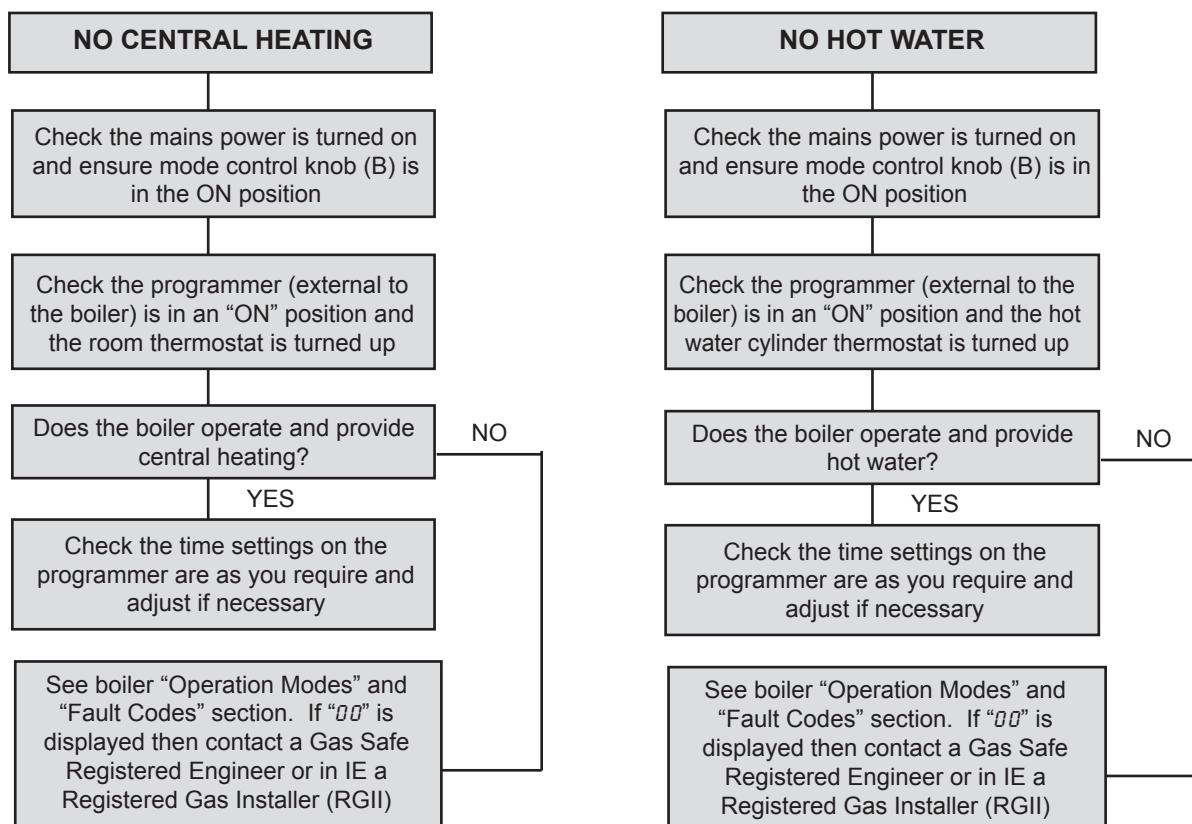 NO CENTRAL HEATING
Check the mains power is turned on
and ensure mode control knob (B) is
in the ON position
Check the programmer (external to
the boiler) is in an “ON” position and
the room thermostat is turned up
Does the boiler operate and provide
central heating?
NO
YES
Check the time settings on the
programmer are as you require and
adjust if necessary
See boiler “Operation Modes” and
“Fault Codes” section.  If “00” is
displayed then contact a Gas Safe
Registered Engineer or in IE a
Registered Gas Installer (RGII)
NO HOT WATER
Check the mains power is turned on
and ensure mode control knob (B) is in
the ON position
Check the programmer (external to the
boiler) is in an “ON” position and the hot
water cylinder thermostat is turned up
Does the boiler operate and provide
hot water?
NO
YES
Check the time settings on the
programmer are as you require and
adjust if necessary
See boiler “Operation Modes” and
“Fault Codes” section.  If “00” is
displayed then contact a Gas Safe
Registered Engineer or in IE a
Registered Gas Installer (RGII)